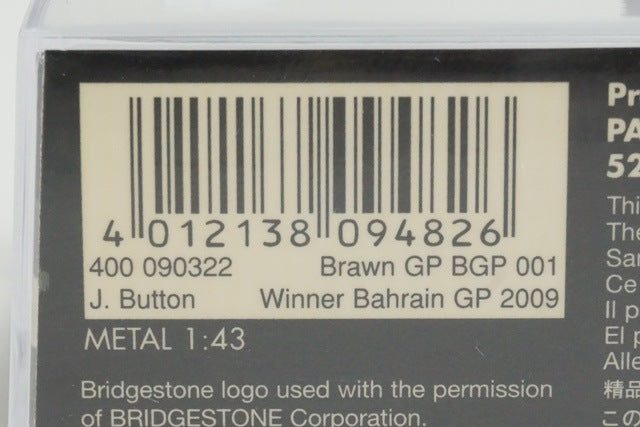 4 012138 094826
400 090322 Brawn GP BGP 001
J. Button Winner Bahrain GP 2009
METAL 1:43
Bridgestone logo used with the permission
of BRIDGESTONE Corporation.
Pr
PA
52
Thi
The
Sar
Ce
Il p
El p
Alle
精品
この